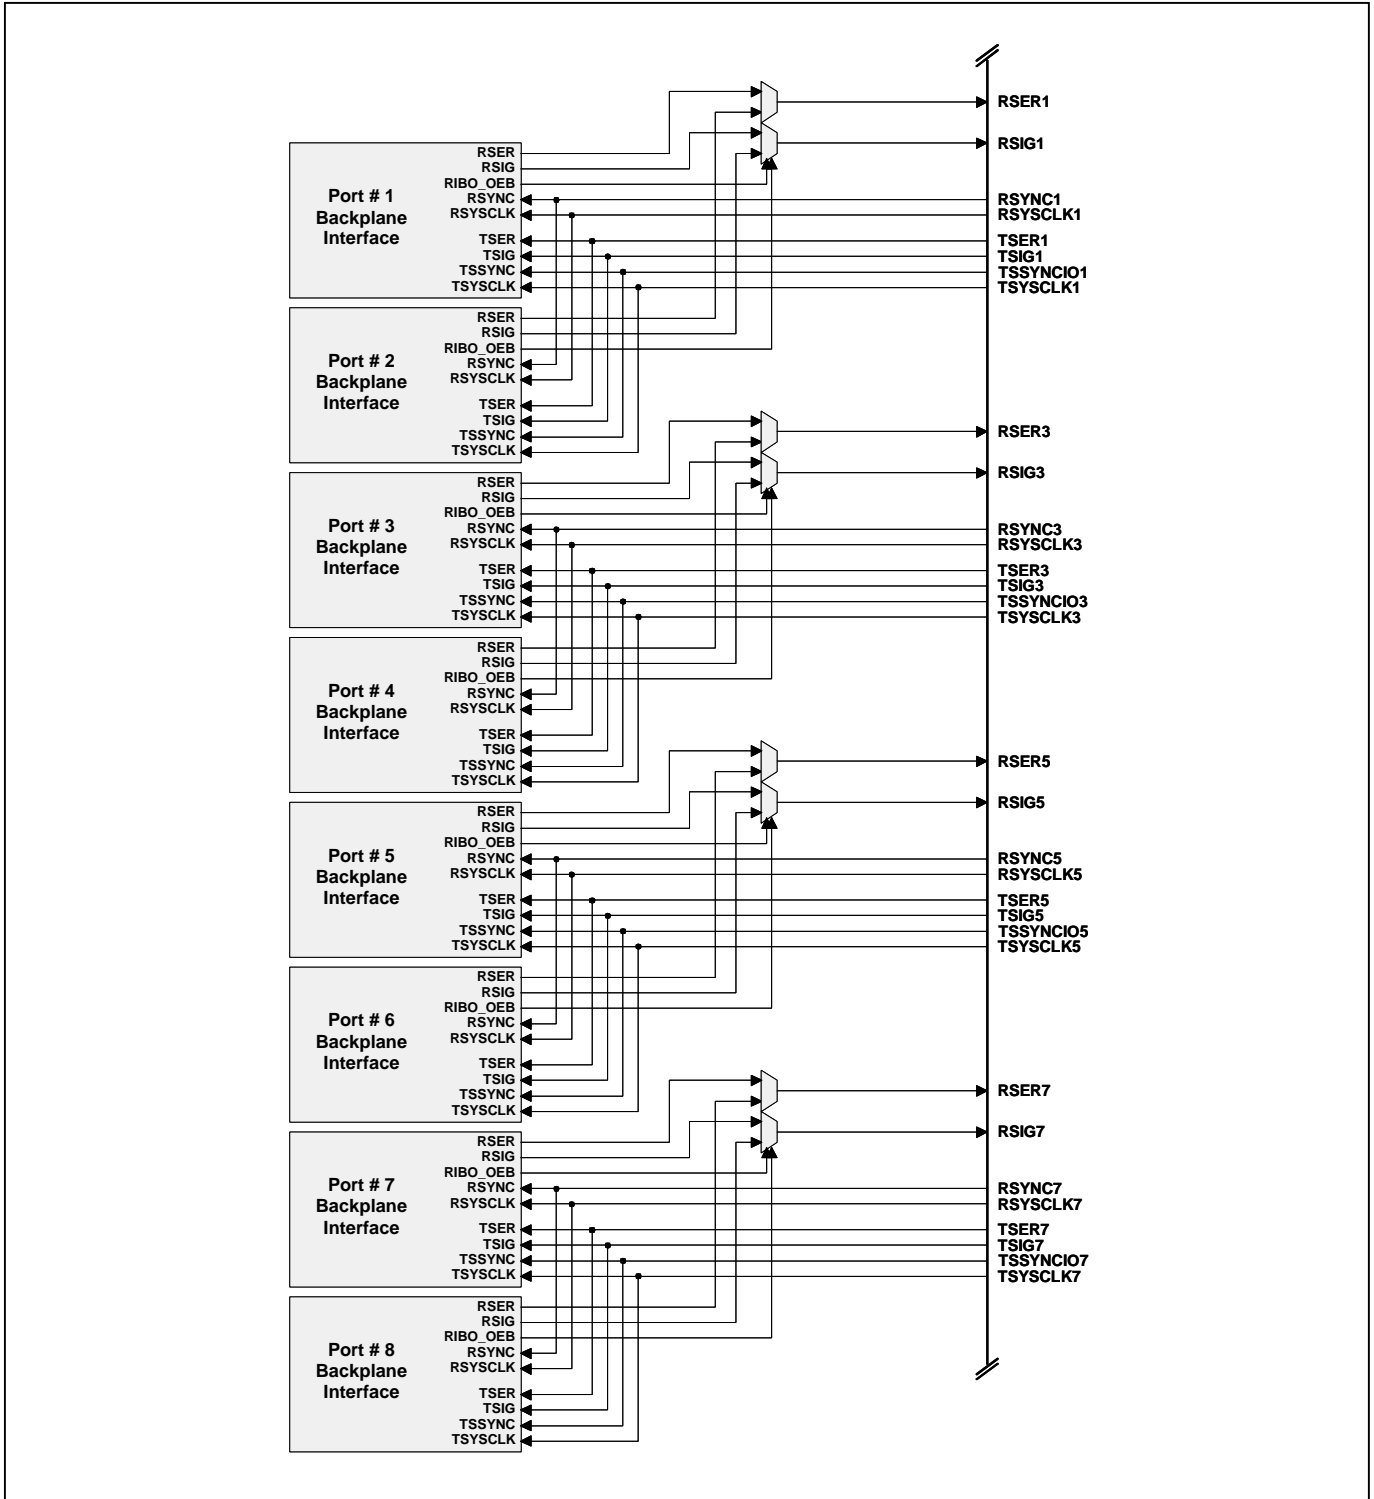 RSER1
RSIG1
RSER
RSIG
RIBO_OEB
RSYNC
RSYSCLK
TSER
TSIG
TSSYNC
TSYSCLK
Port # 1
Backplane
Interface
RSYNC1
RSYSCLK1
TSER1
TSIG1
TSSYNCIO1
TSYSCLK1
RSER
RSIG
RIBO_OEB
RSYNC
RSYSCLK
TSER
TSIG
TSSYNC
TSYSCLK
Port # 2
Backplane
Interface
RSER3
RSIG3
RSER
RSIG
RIBO_OEB
RSYNC
RSYSCLK
TSER
TSIG
TSSYNC
TSYSCLK
Port # 3
Backplane
Interface
RSYNC3
RSYSCLK3
TSER3
TSIG3
TSSYNCIO3
TSYSCLK3
RSER
RSIG
RIBO_OEB
RSYNC
RSYSCLK
TSER
TSIG
TSSYNC
TSYSCLK
Port # 4
Backplane
Interface
RSER5
RSIG5
RSER
RSIG
RIBO_OEB
RSYNC
RSYSCLK
TSER
TSIG
TSSYNC
TSYSCLK
Port # 5
Backplane
Interface
RSYNC5
RSYSCLK5
TSER5
TSIG5
TSSYNCIO5
TSYSCLK5
RSER
RSIG
RIBO_OEB
RSYNC
RSYSCLK
TSER
TSIG
TSSYNC
TSYSCLK
Port # 6
Backplane
Interface
RSER7
RSIG7
RSER
RSIG
RIBO_OEB
RSYNC
RSYSCLK
TSER
TSIG
TSSYNC
TSYSCLK
Port # 7
Backplane
Interface
RSYNC7
RSYSCLK7
TSER7
TSIG7
TSSYNCIO7
TSYSCLK7
RSER
RSIG
RIBO_OEB
RSYNC
RSYSCLK
TSER
TSIG
TSSYNC
TSYSCLK
Port # 8
Backplane
Interface